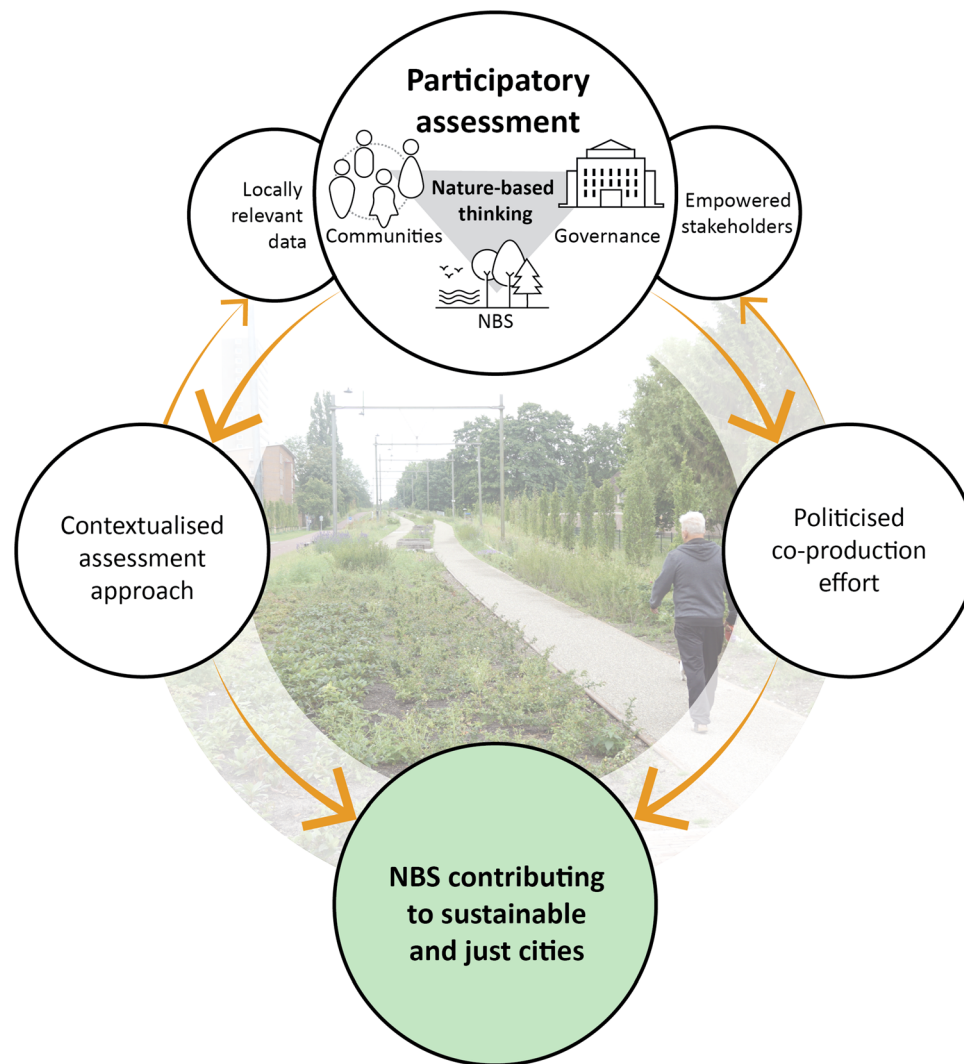 Participatory
assessment
Locally
relevant
data
Nature-based
thinking
Communities
Governance
NBS
Empowered
stakeholders
Contextualised
assessment
approach
Politicised
co-production
effort
NBS contributing
to sustainable
and just cities